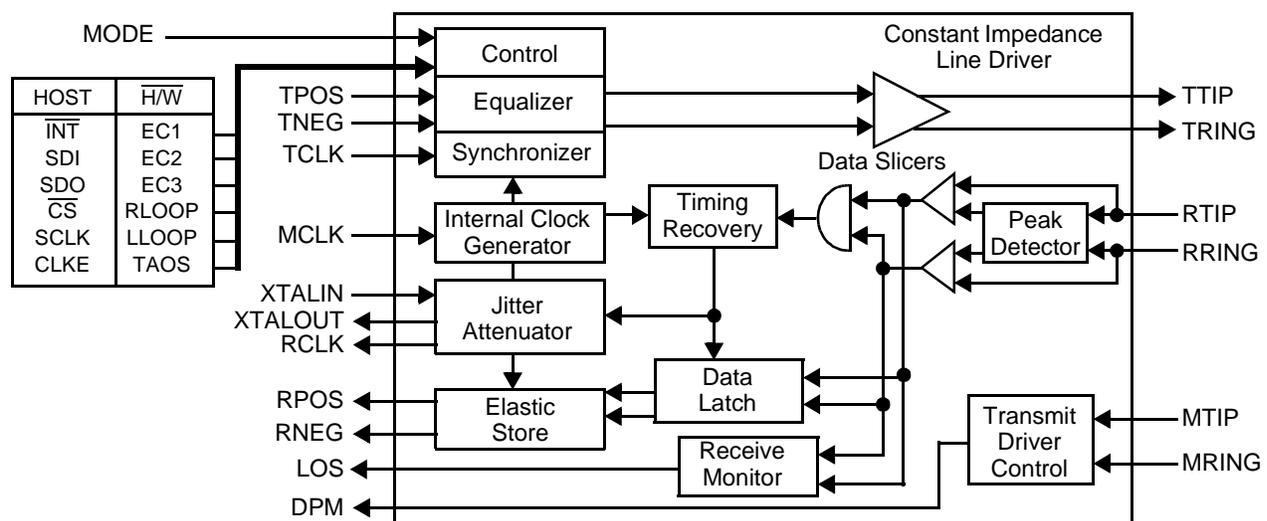 MODE
HOST H/W
INT EC1
SDI EC2
SDO EC3
CS RLOOP
SCLK LLOOP
CLKE TAOS
TPOS
TNEG
TCLK
MCLK
XTALIN
XTALOUT
RCLK
RPOS
RNEG
LOS
DPM
Control
Equalizer
Synchronizer
Internal Clock
Generator
Jitter
Attenuator
Elastic
Store
Timing
Recovery
Data
Latch
Receive
Monitor
Constant Impedance
Line Driver
Data Slicers
Peak
Detector
Transmit
Driver
Control
TTIP
TRING
RTIP
RRING
MTIP
MRING